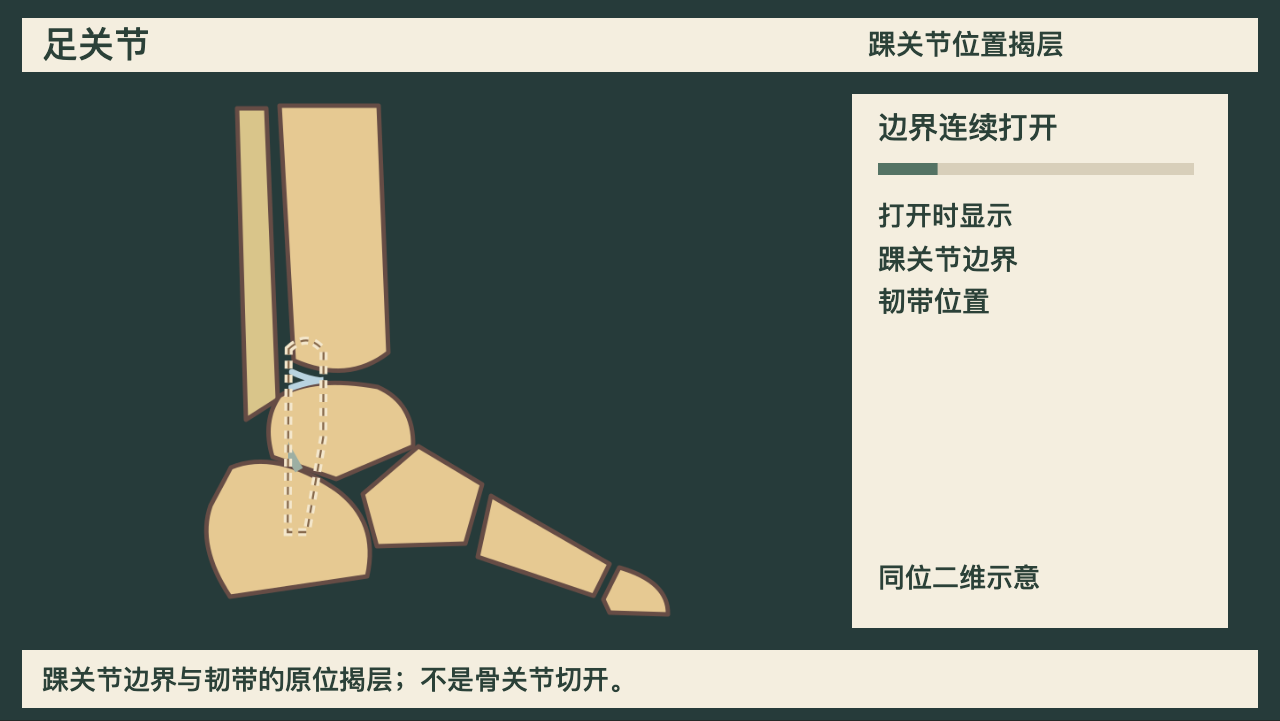 足关节
踝关节位置揭层
边界连续打开
打开时显示
踝关节边界
韧带位置
同位二维示意
踝关节边界与韧带的原位揭层；不是骨关节切开。